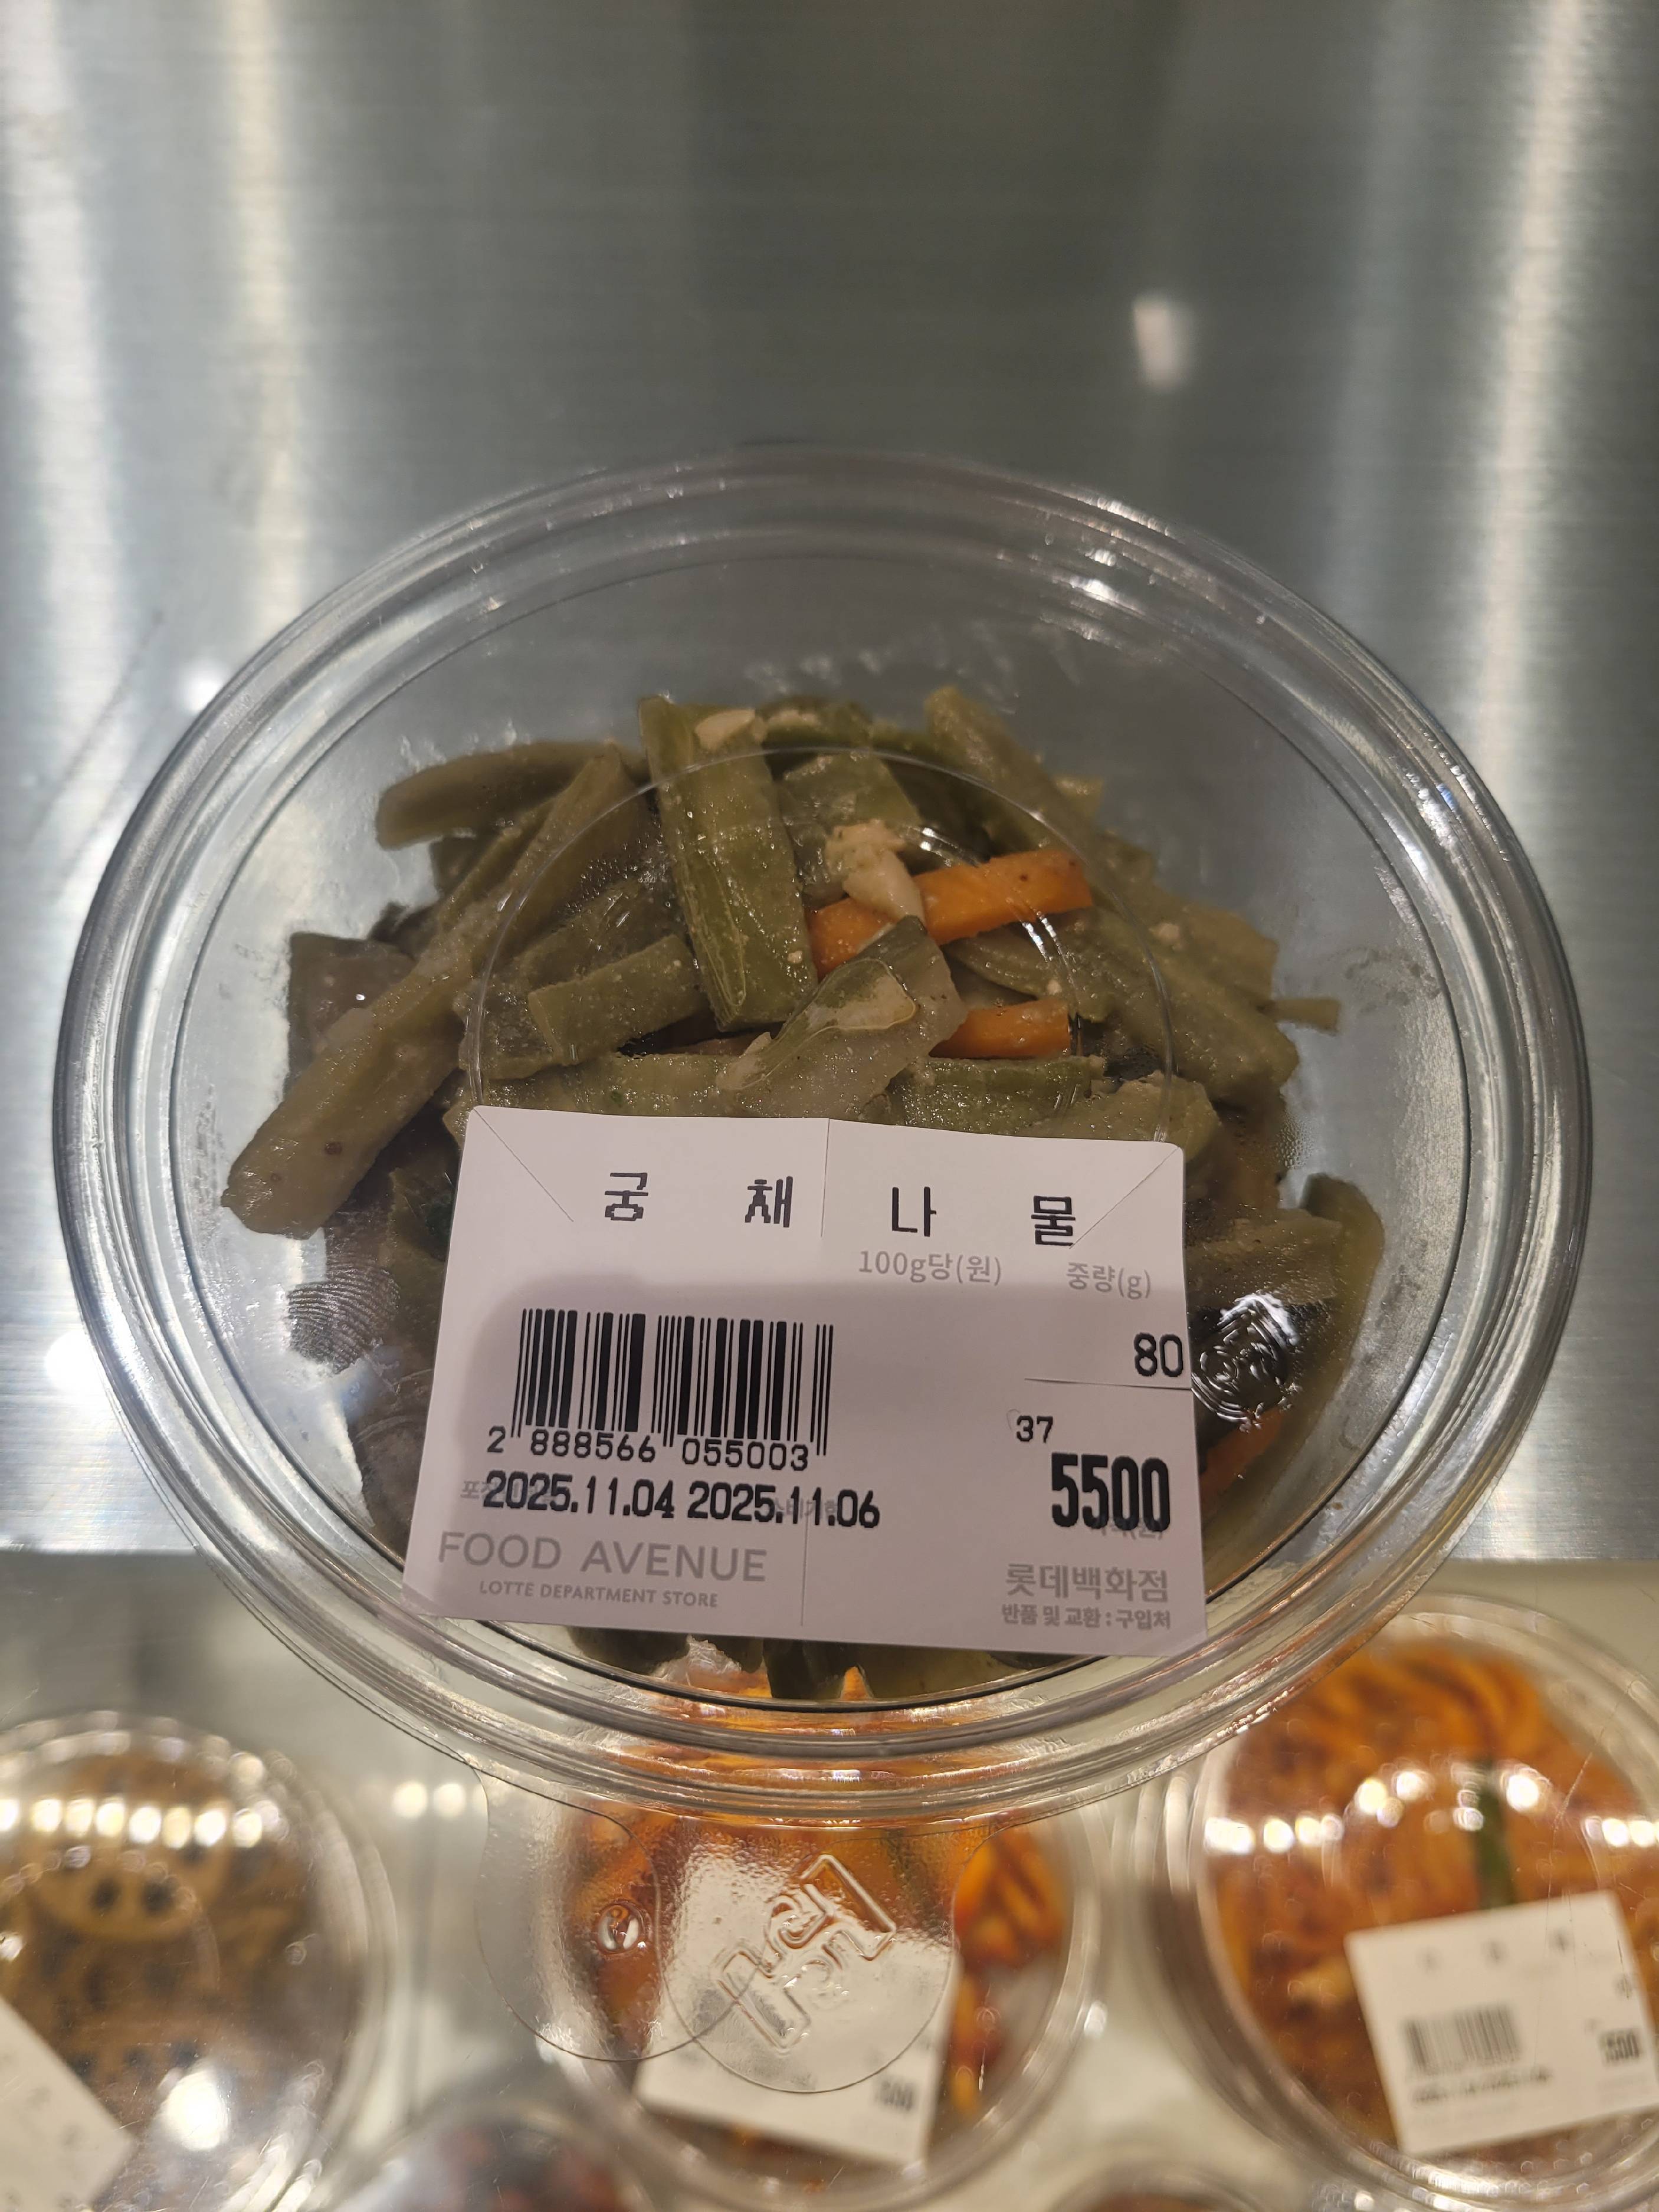 궁 채 나 물
100g당(원) 중량(g)
80
37
2 888566 055003
5500
2025.11.04 2025.11.06
FOOD AVENUE
LOTTE DEPARTMENT STORE
롯데백화점
반품 및 교환 : 구입처